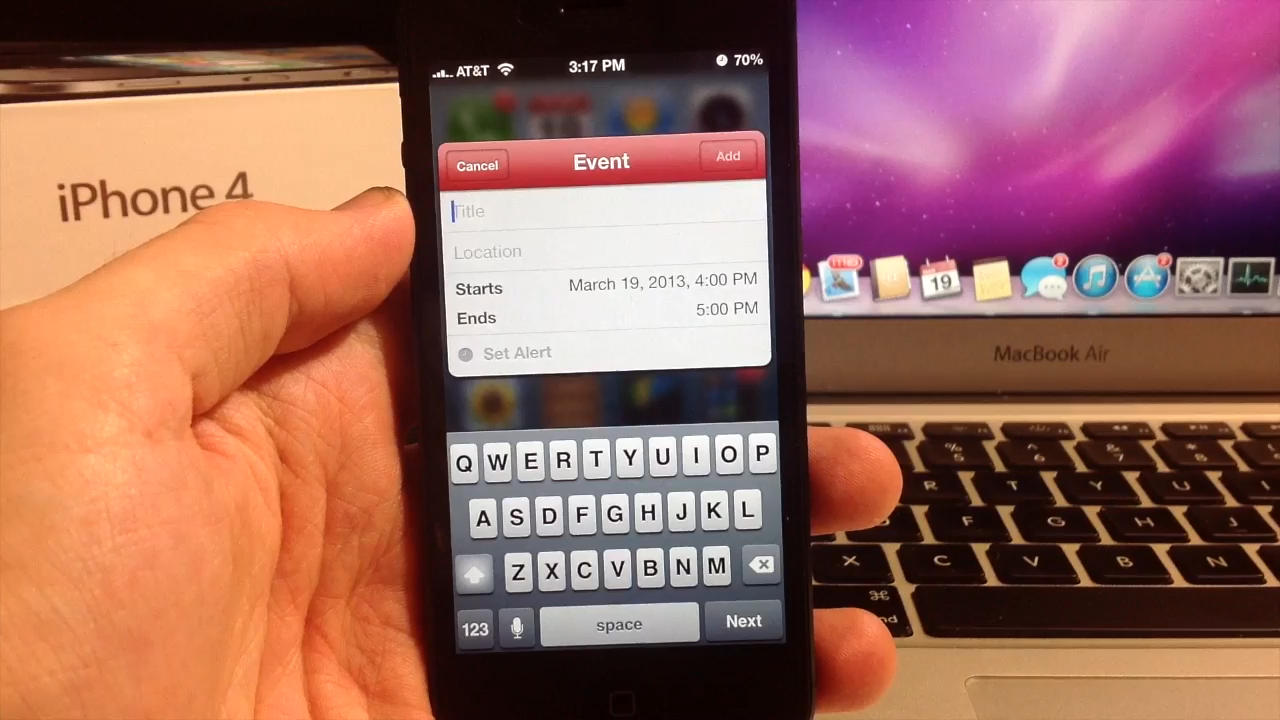 AT&T 3:17 PM 70%
iPhone 4
Cancel Event Add
Title
Location
Starts March 19, 2013, 4:00 PM
Ends 5:00 PM
Set Alert
19
MacBook Air
Q W E R T Y U I O P
A S D F G H J K L
Z X C V B N M
123 space Next
R T Y U I
F G H J
X C V B N
⌘